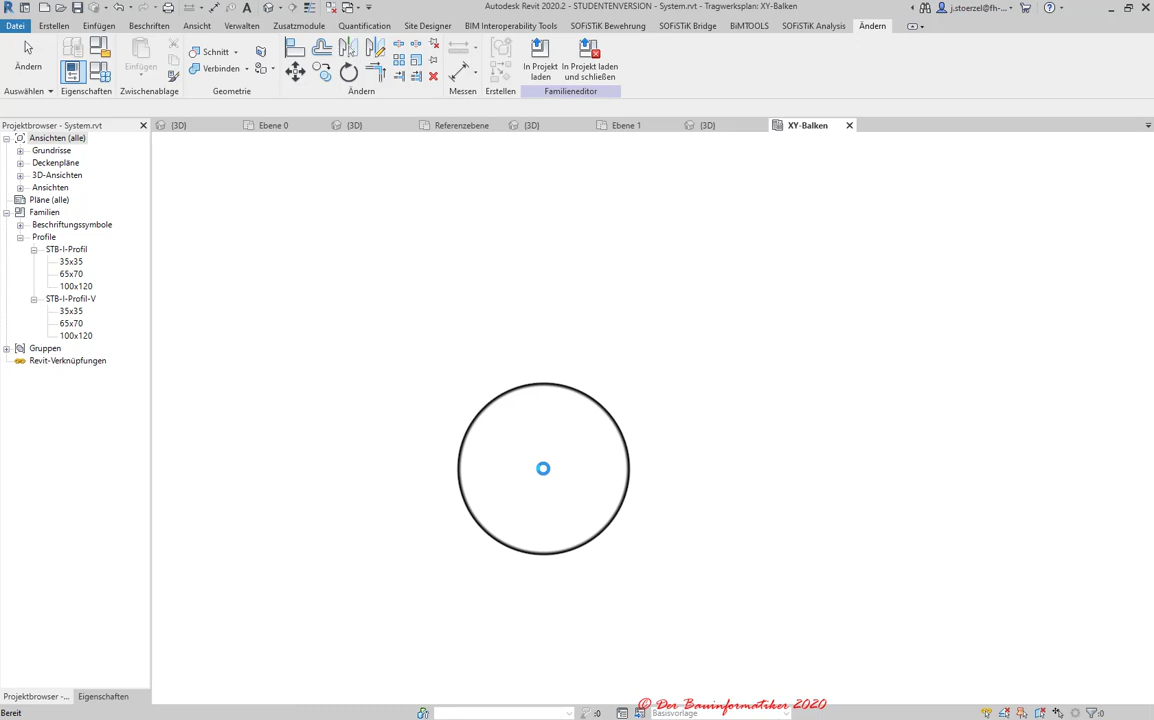 Autodesk Revit 2020.2 - STUDENTENVERSION - System.rvt - Tragwerksplan: XY-Balken
j.stoerzel@fh-...
Datei Erstellen Einfügen Beschriften Ansicht Verwalten Zusatzmodule Quantification Site Designer BIM Interoperability Tools SOFiSTiK Bewehrung SOFiSTiK Bridge BiMTOOLS SOFiSTiK Analysis Ändern
Ändern
Einfügen
Schnitt
Verbinden
In Projekt laden
In Projekt laden und schließen
Auswählen Eigenschaften Zwischenablage Geometrie Ändern Messen Erstellen Familieneditor
Projektbrowser - System.rvt
{3D} Ebene 0 {3D} Referenzebene {3D} Ebene 1 {3D} XY-Balken
Ansichten (alle)
Grundrisse
Deckenpläne
3D-Ansichten
Ansichten
Pläne (alle)
Familien
Beschriftungssymbole
Profile
STB-I-Profil
35x35
65x70
100x120
STB-I-Profil-V
35x35
65x70
100x120
Gruppen
Revit-Verknüpfungen
Projektbrowser -... Eigenschaften
© Der Bauinformatiker 2020
Bereit
:0
Basisvorlage
:0